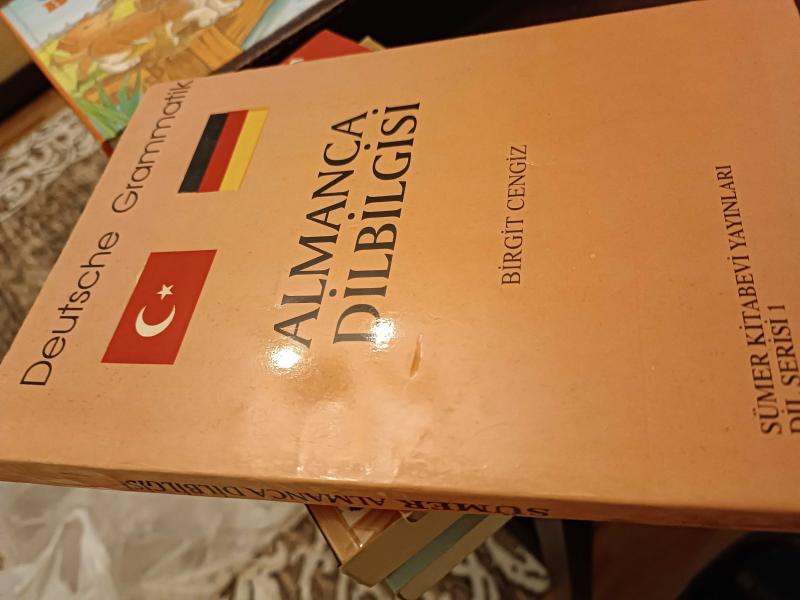 Deutsche Grammatik
ALMANCA
DİLBİLGİSİ
BİRGİT CENGİZ
SÜMER KİTABEVİ YAYINLARI
DİL SERİSİ 1
SÜMER ALMANCA DİLBİLGİSİ